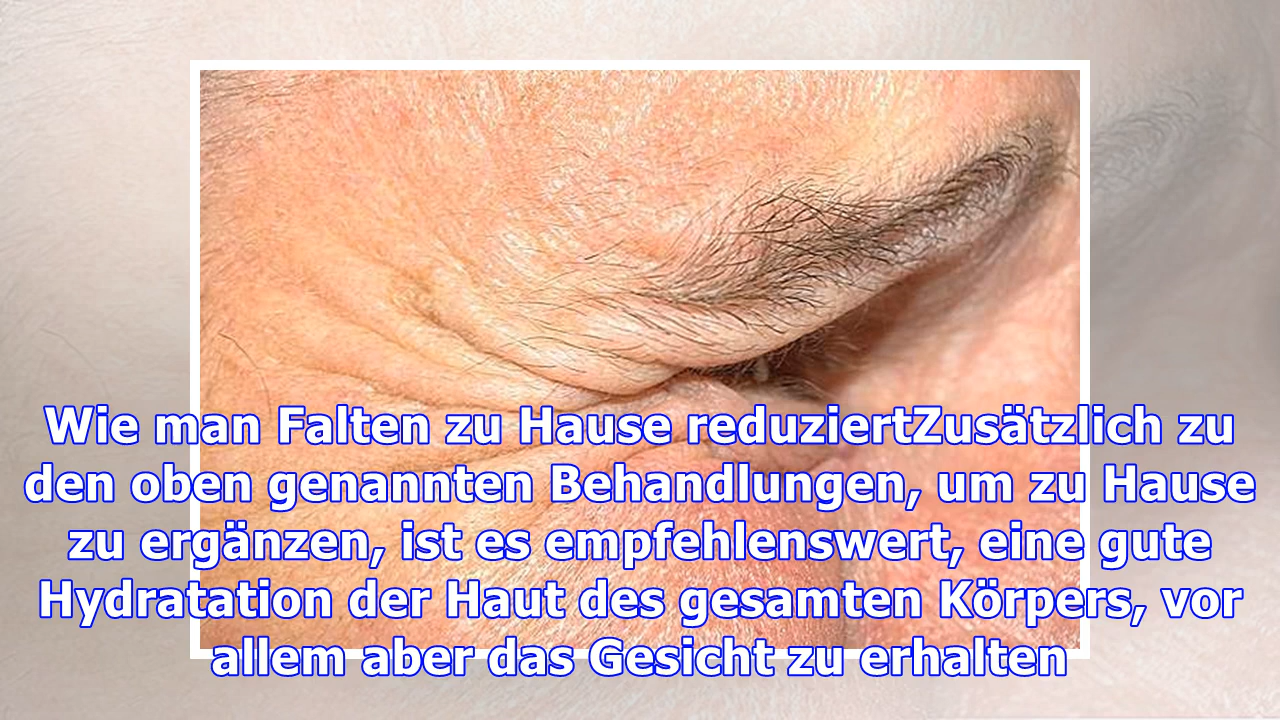 Wie man Falten zu Hause reduziertZusätzlich zu
den oben genannten Behandlungen, um zu Hause
zu ergänzen, ist es empfehlenswert, eine gute
Hydratation der Haut des gesamten Körpers, vor
allem aber das Gesicht zu erhalten